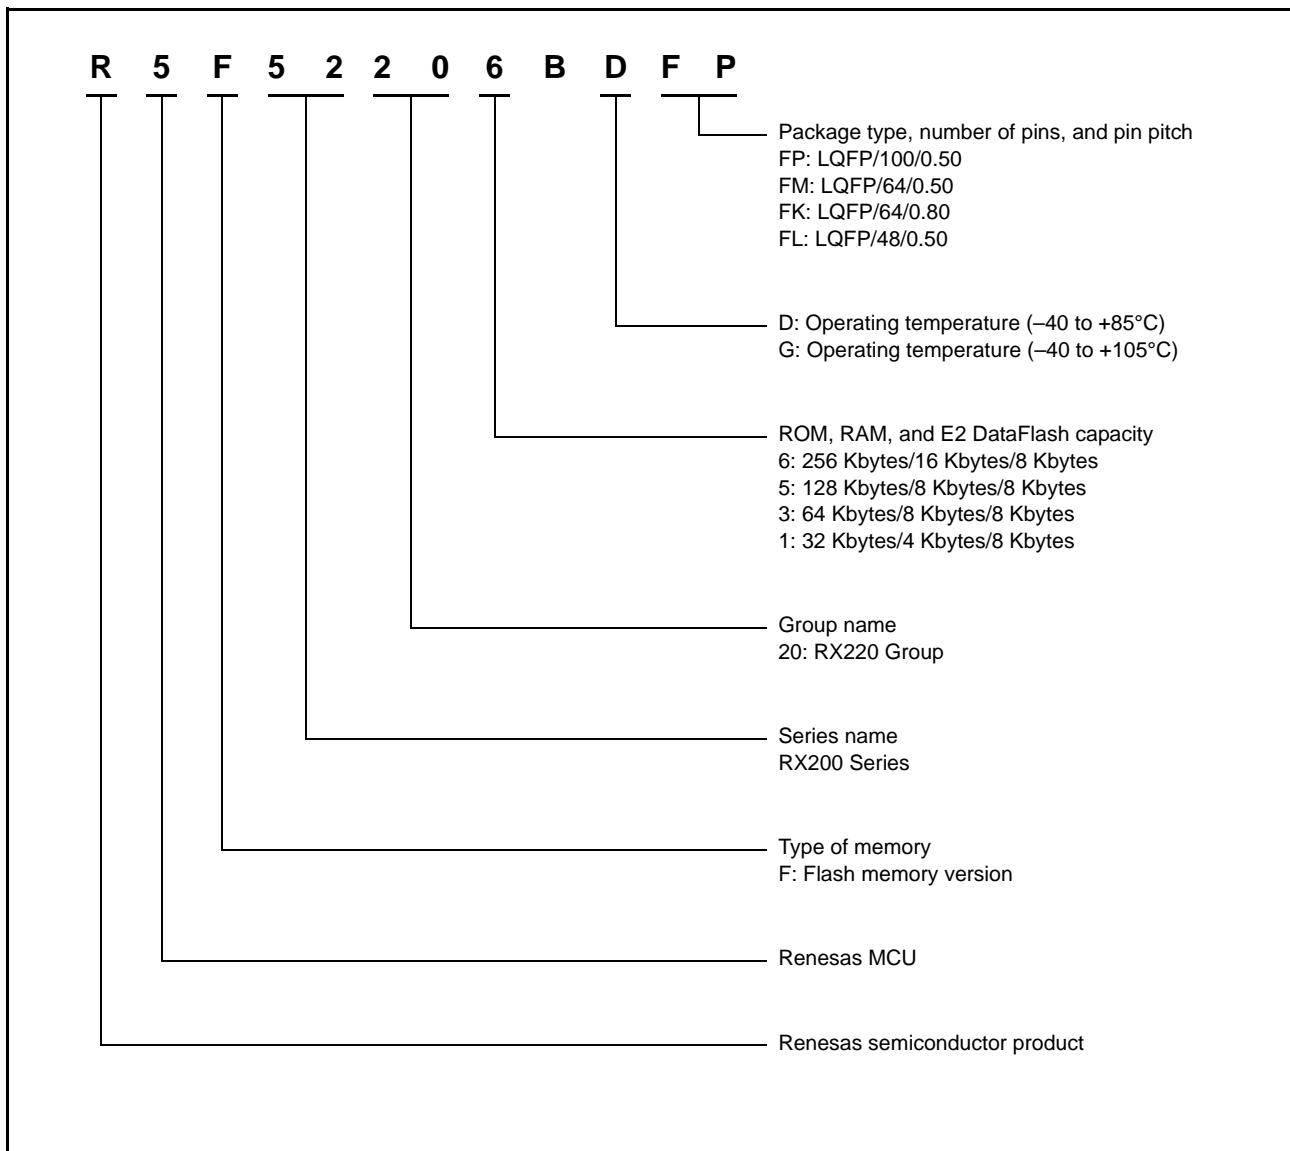 R 5 F 5 2 2 0 6 B D F P
Package type, number of pins, and pin pitch
FP: LQFP/100/0.50
FM: LQFP/64/0.50
FK: LQFP/64/0.80
FL: LQFP/48/0.50
D: Operating temperature (–40 to +85°C)
G: Operating temperature (–40 to +105°C)
ROM, RAM, and E2 DataFlash capacity
6: 256 Kbytes/16 Kbytes/8 Kbytes
5: 128 Kbytes/8 Kbytes/8 Kbytes
3: 64 Kbytes/8 Kbytes/8 Kbytes
1: 32 Kbytes/4 Kbytes/8 Kbytes
Group name
20: RX220 Group
Series name
RX200 Series
Type of memory
F: Flash memory version
Renesas MCU
Renesas semiconductor product